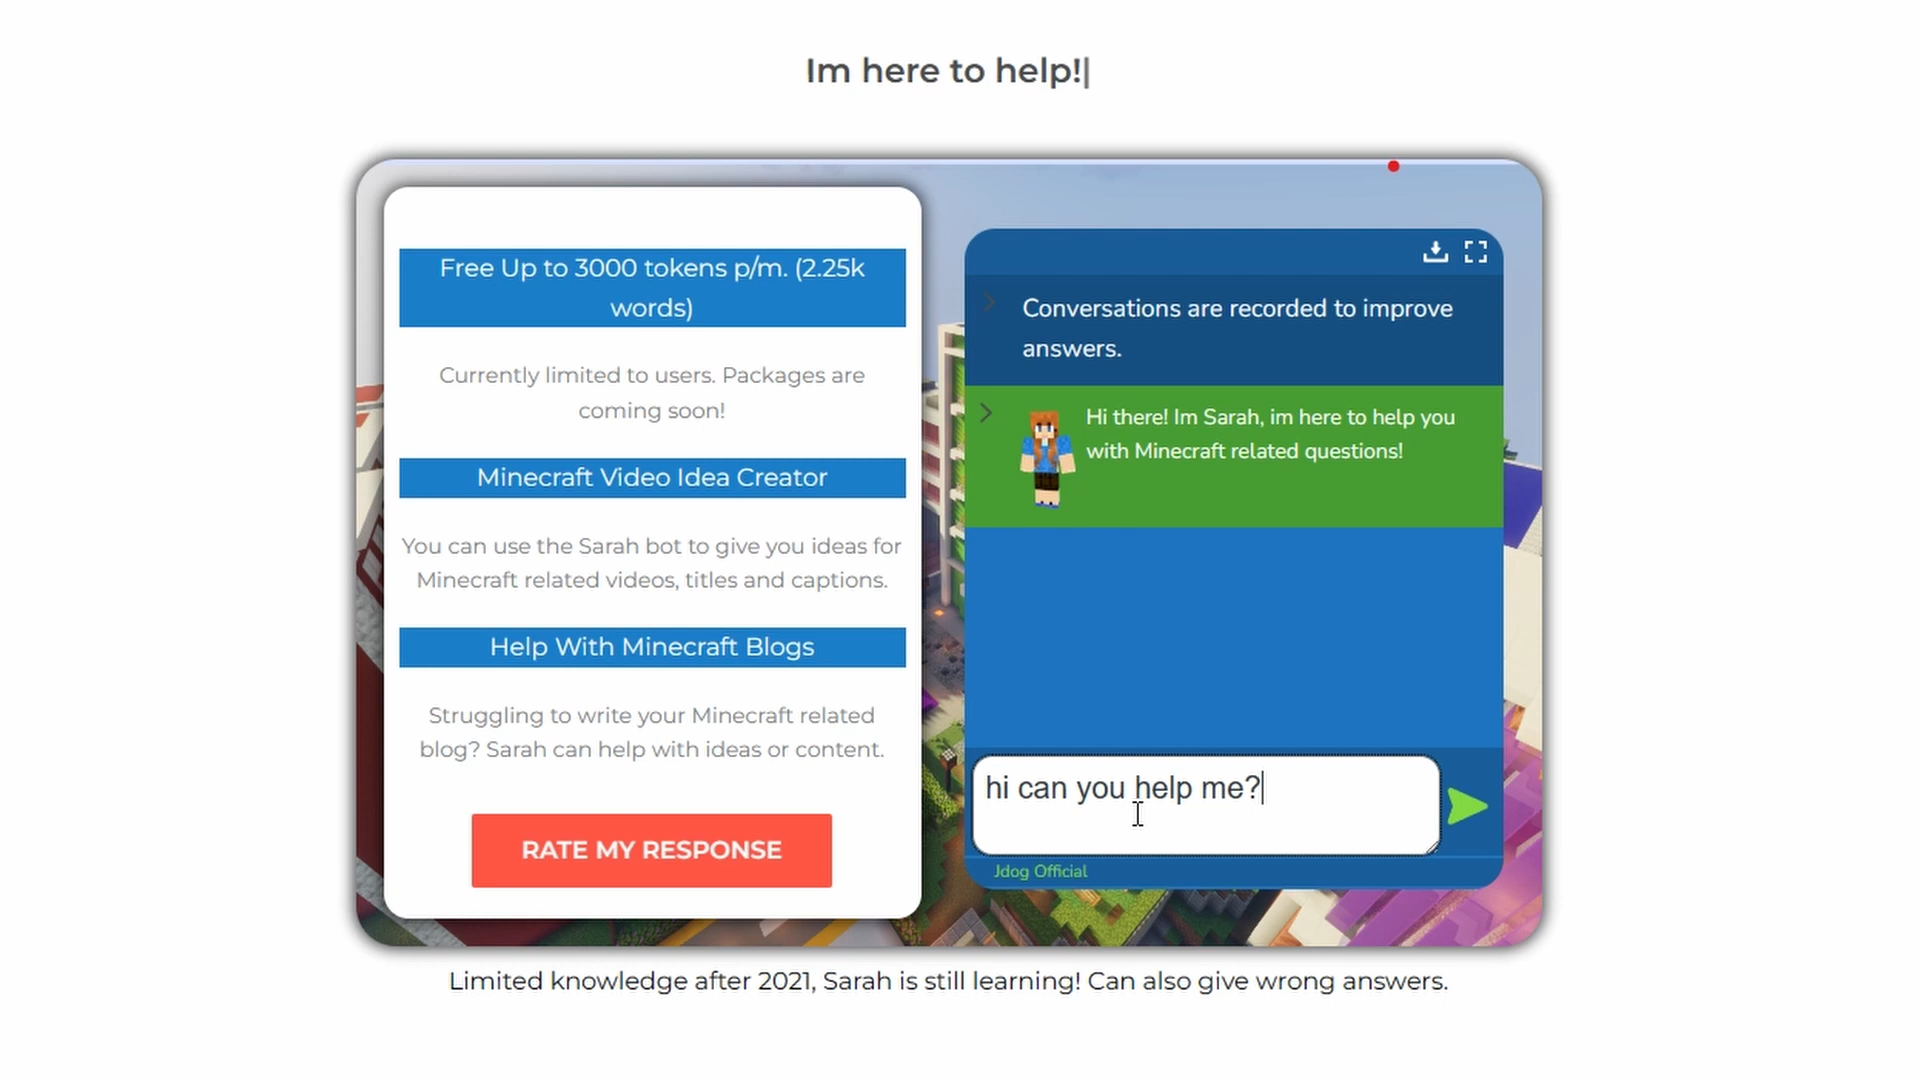 Im here to help!
Free Up to 3000 tokens p/m. (2.25k
words)
Currently limited to users. Packages are
coming soon!
Minecraft Video Idea Creator
You can use the Sarah bot to give you ideas for
Minecraft related videos, titles and captions.
Help With Minecraft Blogs
Struggling to write your Minecraft related
blog? Sarah can help with ideas or content.
RATE MY RESPONSE
Conversations are recorded to improve
answers.
Hi there! Im Sarah, im here to help you
with Minecraft related questions!
hi can you help me?
Jdog Official
Limited knowledge after 2021, Sarah is still learning! Can also give wrong answers.